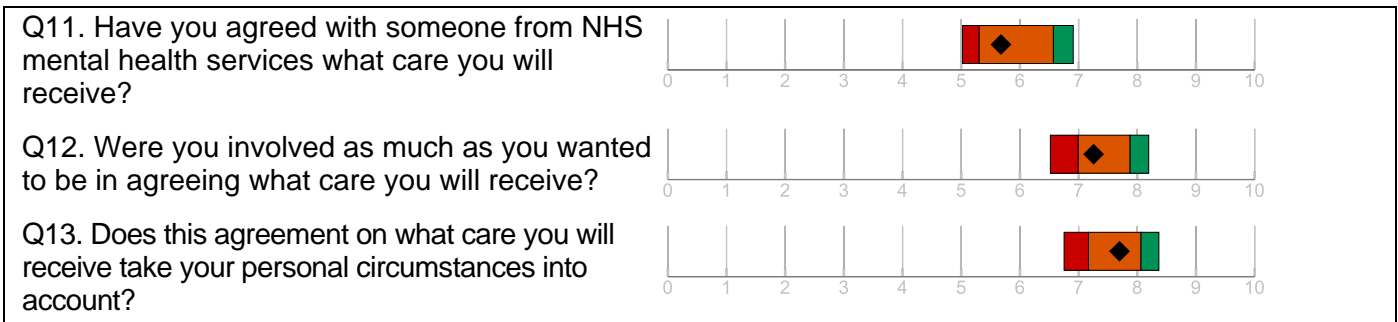 Q11. Have you agreed with someone from NHS
mental health services what care you will
receive?
0 1 2 3 4 5 6 7 8 9 10
Q12. Were you involved as much as you wanted
to be in agreeing what care you will receive?
0 1 2 3 4 5 6 7 8 9 10
Q13. Does this agreement on what care you will
receive take your personal circumstances into
account?
0 1 2 3 4 5 6 7 8 9 10